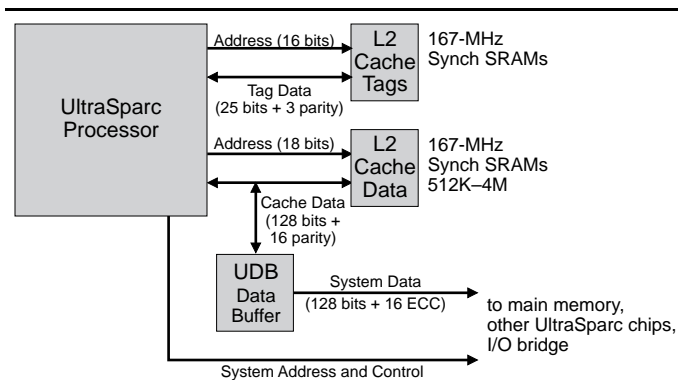 Address (16 bits)
L2
Cache
Tags
167-MHz
Synch SRAMs
Tag Data
(25 bits + 3 parity)
UltraSparc
Processor
Address (18 bits)
L2
Cache
Data
167-MHz
Synch SRAMs
512K–4M
Cache Data
(128 bits +
16 parity)
UDB
Data
Buffer
System Data
(128 bits + 16 ECC)
to main memory,
other UltraSparc chips,
I/O bridge
System Address and Control